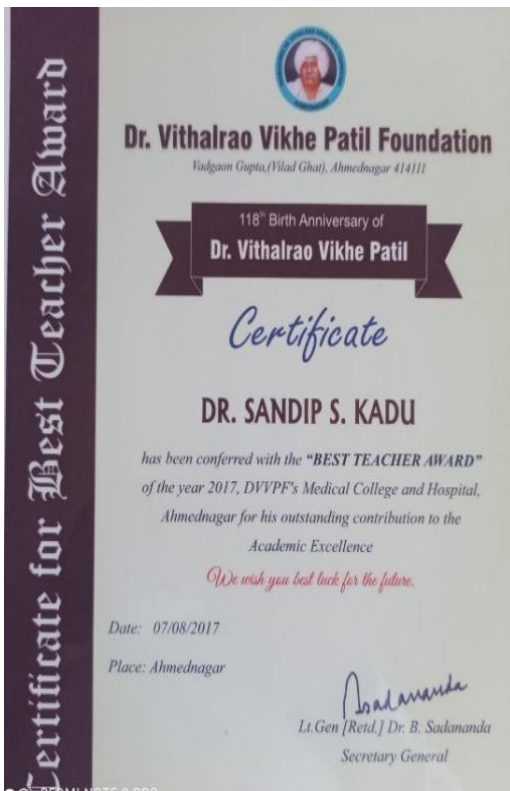 Certificate for Best Teacher Award
Dr. Vithalrao Vikhe Patil Foundation
Vadgaon Gupta,(Vilad Ghat), Ahmednagar 414111
118th Birth Anniversary of
Dr. Vithalrao Vikhe Patil
Certificate
DR. SANDIP S. KADU
has been conferred with the "BEST TEACHER AWARD"
of the year 2017, DVVPF's Medical College and Hospital,
Ahmednagar for his outstanding contribution to the
Academic Excellence
We wish you best luck for the future.
Date: 07/08/2017
Place: Ahmednagar
Sadananda
Lt.Gen [Retd.] Dr. B. Sadananda
Secretary General